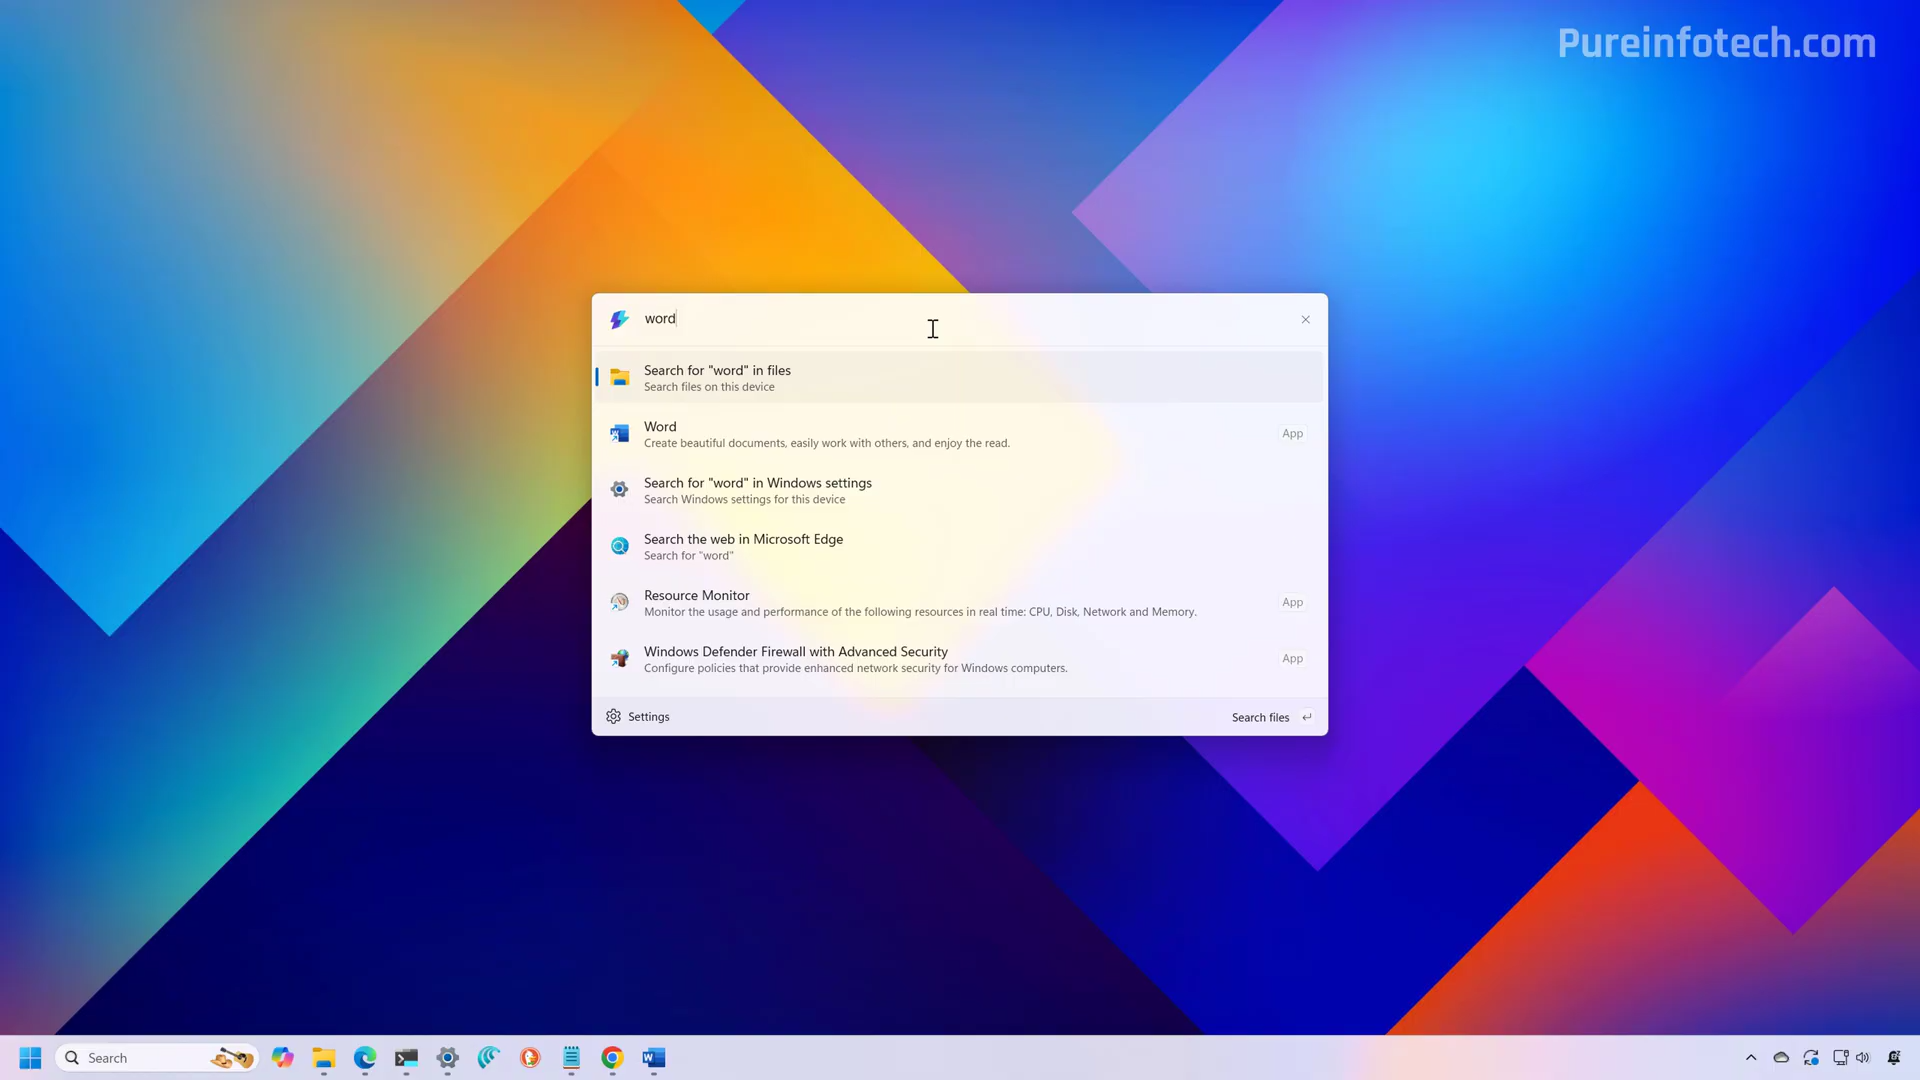 Pureinfotech.com
word
Search for "word" in files
Search files on this device
Word
Create beautiful documents, easily work with others, and enjoy the read.
App
Search for "word" in Windows settings
Search Windows settings for this device
Search the web in Microsoft Edge
Search for "word"
Resource Monitor
Monitor the usage and performance of the following resources in real time: CPU, Disk, Network and Memory.
App
Windows Defender Firewall with Advanced Security
Configure policies that provide enhanced network security for Windows computers.
App
Settings
Search files
Search